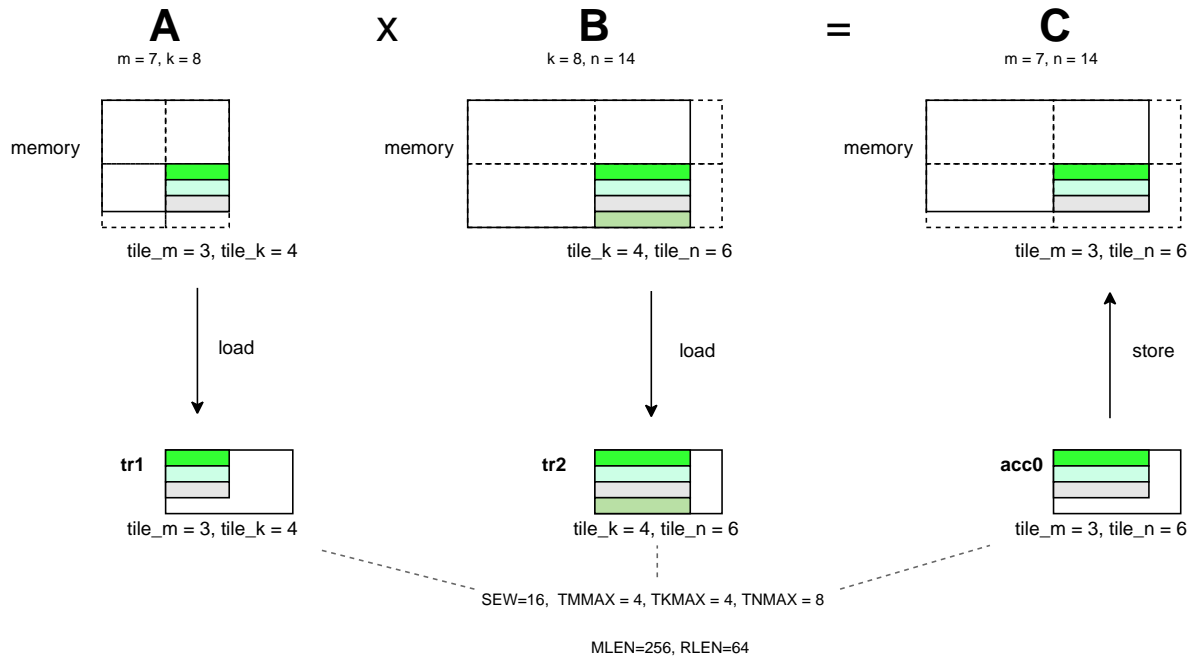 A x B = C
m = 7, k = 8 k = 8, n = 14 m = 7, n = 14
memory memory memory
tile_m = 3, tile_k = 4 tile_k = 4, tile_n = 6 tile_m = 3, tile_n = 6
load load store
tr1 tr2 acc0
tile_m = 3, tile_k = 4 tile_k = 4, tile_n = 6 tile_m = 3, tile_n = 6
SEW=16, TMMAX = 4, TKMAX = 4, TNMAX = 8
MLEN=256, RLEN=64